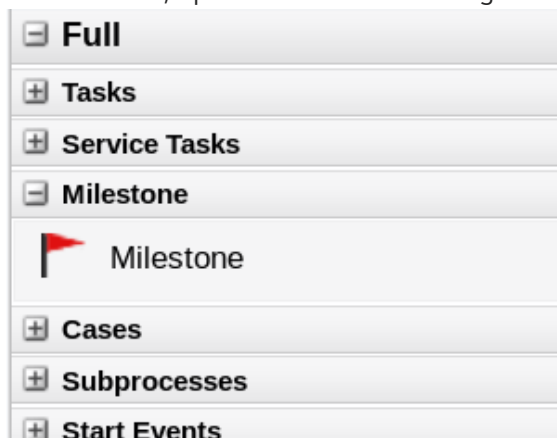 Full
Tasks
Service Tasks
Milestone
Milestone
Cases
Subprocesses
Start Events